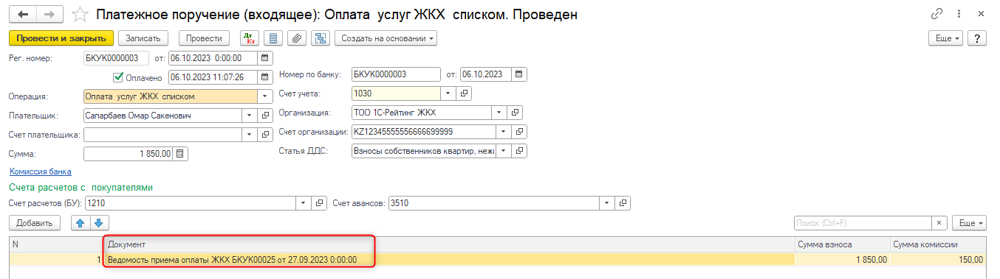 Платежное поручение (входящее): Оплата услуг ЖКХ списком. Проведен
Провести и закрыть Записать Провести Дт Кт Создать на основании Еще ?
Рег. номер: БКУК0000003 от: 06.10.2023 0:00:00
Оплачено 06.10.2023 11:07:26 Номер по банку: БКУК0000003 от: 06.10.2023
Операция: Оплата услуг ЖКХ списком Счет учета: 1030
Плательщик: Сапарбаев Омар Сакенович Организация: ТОО 1С-Рейтинг ЖКХ
Счет плательщика: Счет организации: KZ12345555556666699999
Сумма: 1 850,00 Статья ДДС: Взносы собственников квартир, нежи
Комиссия банка
Счета расчетов с покупателями
Счет расчетов (БУ): 1210 Счет авансов: 3510
Добавить Поиск (Ctrl+F) × Еще
N Документ Сумма взноса Сумма комиссии
1 Ведомость приема оплаты ЖКХ БКУК00025 от 27.09.2023 0:00:00 1 850,00 150,00